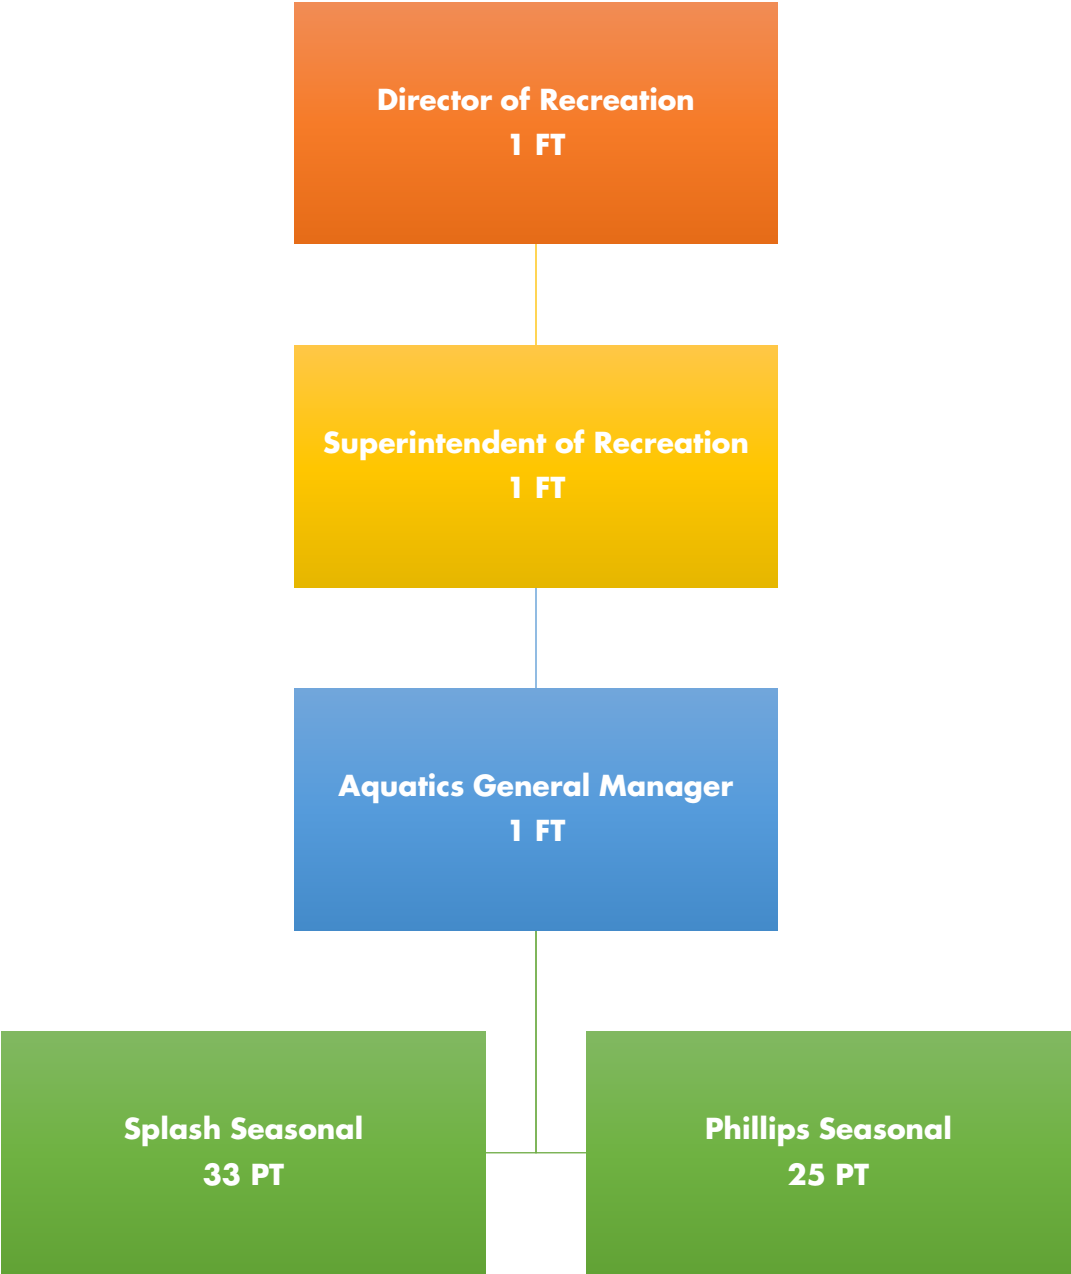 Director of Recreation
1 FT
Superintendent of Recreation
1 FT
Aquatics General Manager
1 FT
Splash Seasonal
33 PT
Phillips Seasonal
25 PT